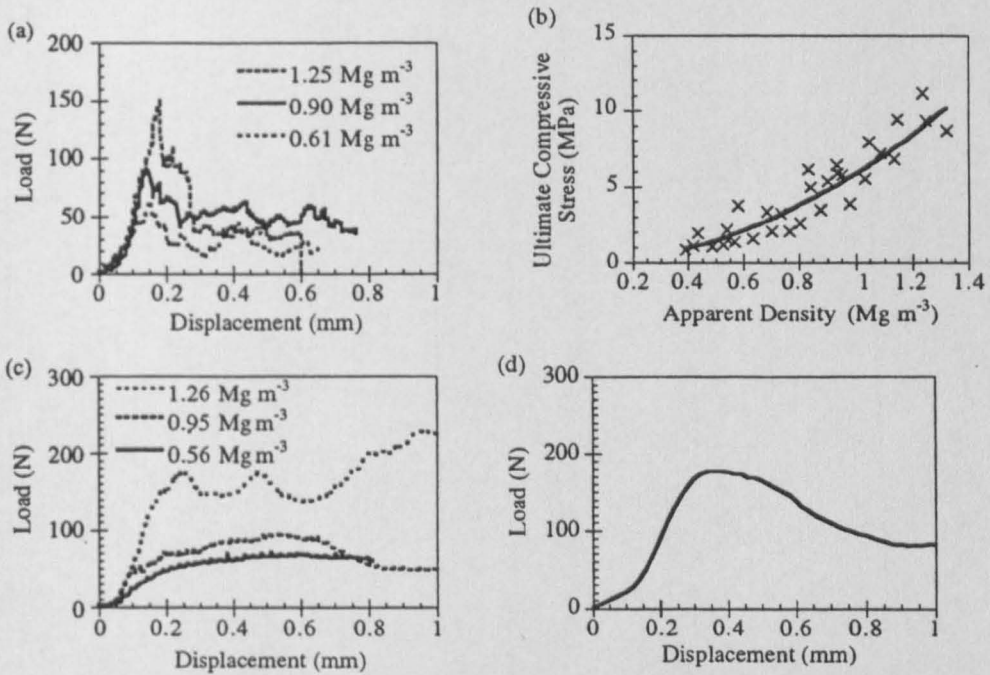 (a)
200
150
100
50
0
Load (N)
1.25 Mg m-3
0.90 Mg m-3
0.61 Mg m-3
0 0.2 0.4 0.6 0.8 1
Displacement (mm)
(b)
15
10
5
0
Ultimate Compressive
Stress (MPa)
0.2 0.4 0.6 0.8 1 1.2 1.4
Apparent Density (Mg m-3)
(c)
300
200
100
0
Load (N)
1.26 Mg m-3
0.95 Mg m-3
0.56 Mg m-3
0 0.2 0.4 0.6 0.8 1
Displacement (mm)
(d)
300
200
100
0
Load (N)
0 0.2 0.4 0.6 0.8 1
Displacement (mm)